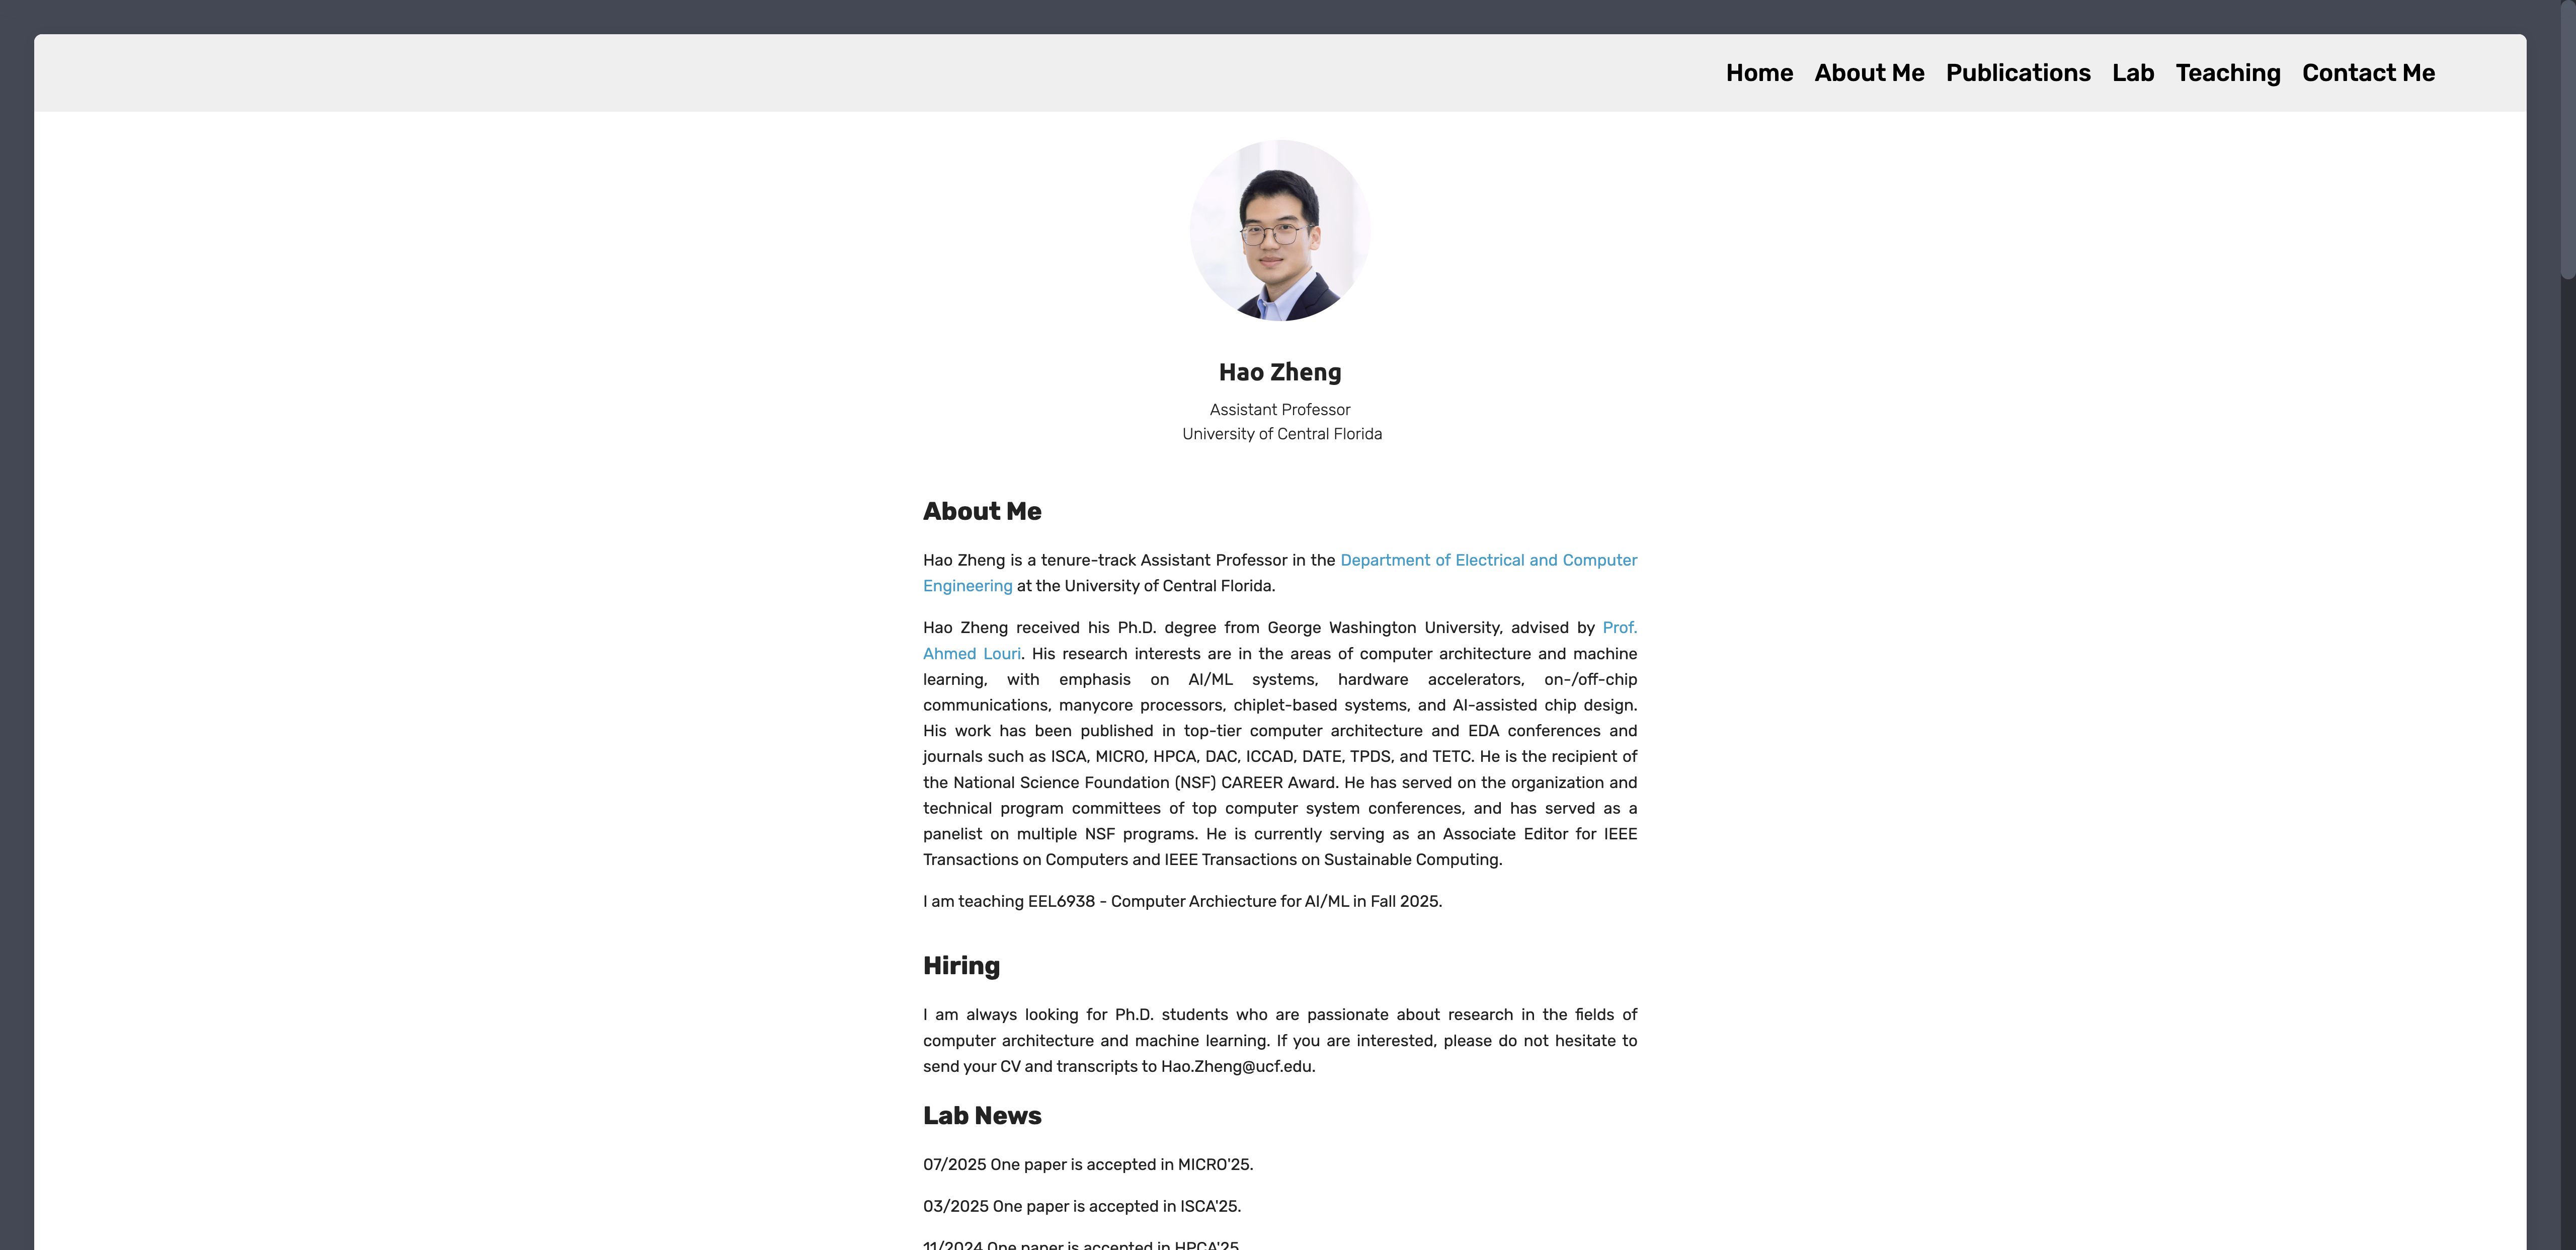 Home About Me Publications Lab Teaching Contact Me
Hao Zheng
Assistant Professor
University of Central Florida
About Me
Hao Zheng is a tenure-track Assistant Professor in the Department of Electrical and Computer
Engineering at the University of Central Florida.
Hao Zheng received his Ph.D. degree from George Washington University, advised by Prof.
Ahmed Louri. His research interests are in the areas of computer architecture and machine
learning, with emphasis on AI/ML systems, hardware accelerators, on-/off-chip
communications, manycore processors, chiplet-based systems, and AI-assisted chip design.
His work has been published in top-tier computer architecture and EDA conferences and
journals such as ISCA, MICRO, HPCA, DAC, ICCAD, DATE, TPDS, and TETC. He is the recipient of
the National Science Foundation (NSF) CAREER Award. He has served on the organization and
technical program committees of top computer system conferences, and has served as a
panelist on multiple NSF programs. He is currently serving as an Associate Editor for IEEE
Transactions on Computers and IEEE Transactions on Sustainable Computing.
I am teaching EEL6938 - Computer Archiecture for AI/ML in Fall 2025.
Hiring
I am always looking for Ph.D. students who are passionate about research in the fields of
computer architecture and machine learning. If you are interested, please do not hesitate to
send your CV and transcripts to Hao.Zheng@ucf.edu.
Lab News
07/2025 One paper is accepted in MICRO'25.
03/2025 One paper is accepted in ISCA'25.
11/2024 One paper is accepted in HPCA'25.